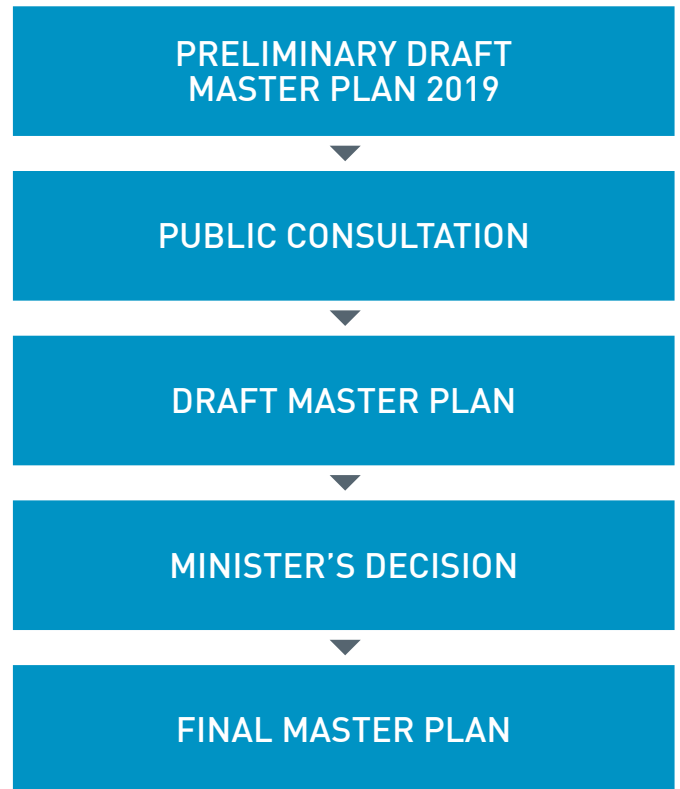 PRELIMINARY DRAFT
MASTER PLAN 2019
PUBLIC CONSULTATION
DRAFT MASTER PLAN
MINISTER’S DECISION
FINAL MASTER PLAN